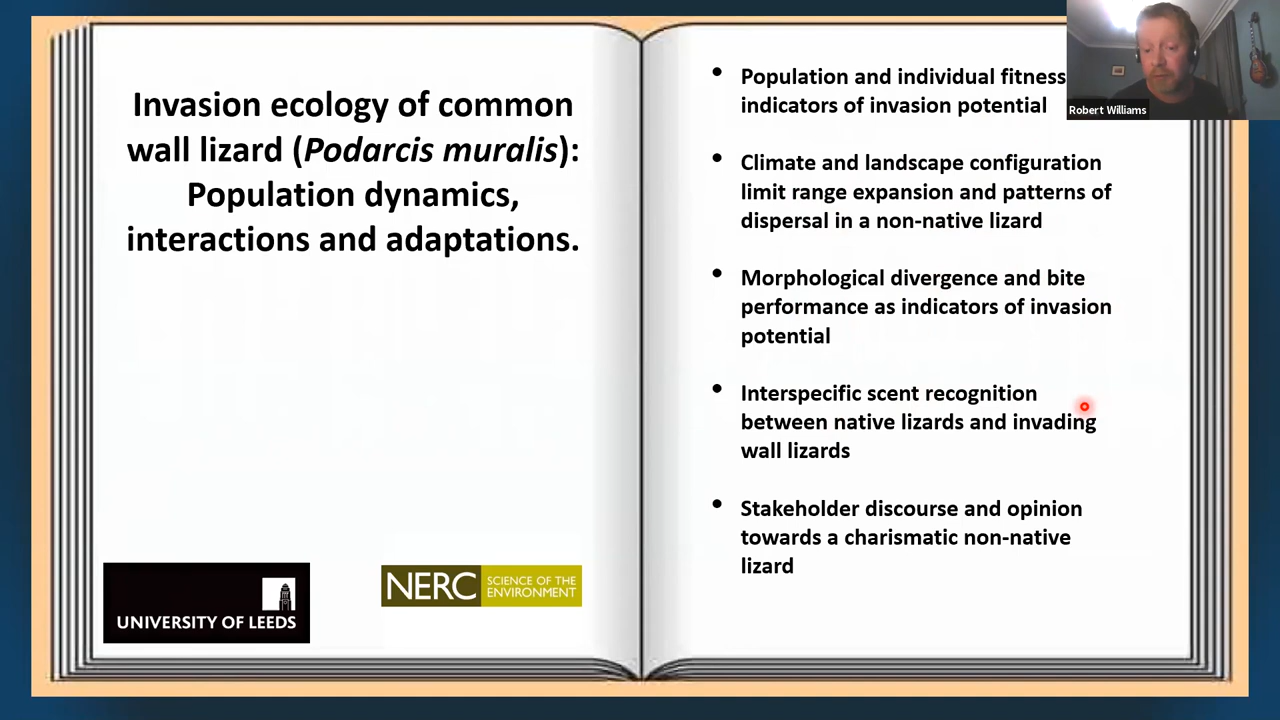 Invasion ecology of common
wall lizard (Podarcis muralis):
Population dynamics,
interactions and adaptations.
UNIVERSITY OF LEEDS
NERC
SCIENCE OF THE
ENVIRONMENT
• Population and individual fitness
indicators of invasion potential
• Climate and landscape configuration
limit range expansion and patterns of
dispersal in a non-native lizard
• Morphological divergence and bite
performance as indicators of invasion
potential
• Interspecific scent recognition
between native lizards and invading
wall lizards
• Stakeholder discourse and opinion
towards a charismatic non-native
lizard
Robert Williams